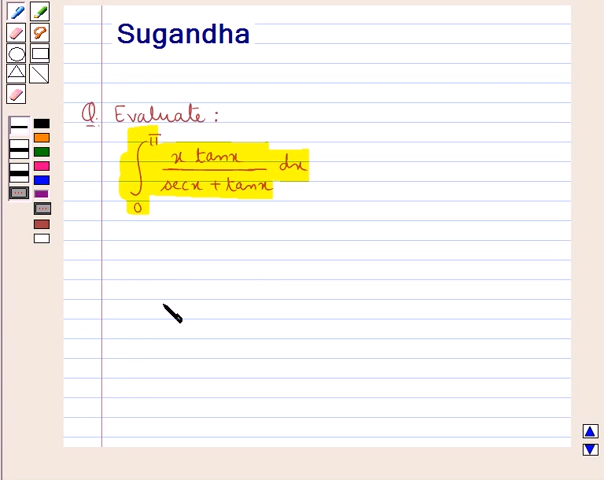 Sugandha
Q. Evaluate :
∫₀^π (x tanx)/(secx + tanx) dx